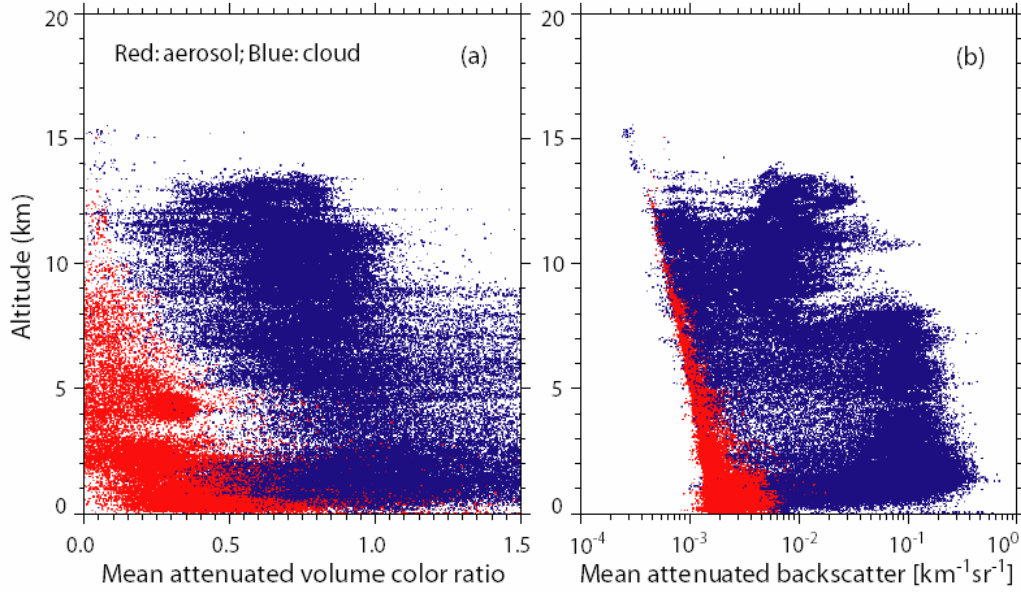 20
15
10
5
0
Altitude (km)
Red: aerosol; Blue: cloud
(a)
0.0 0.5 1.0 1.5
Mean attenuated volume color ratio
20
15
10
5
0
(b)
10-4 10-3 10-2 10-1 100
Mean attenuated backscatter [km-1sr-1]